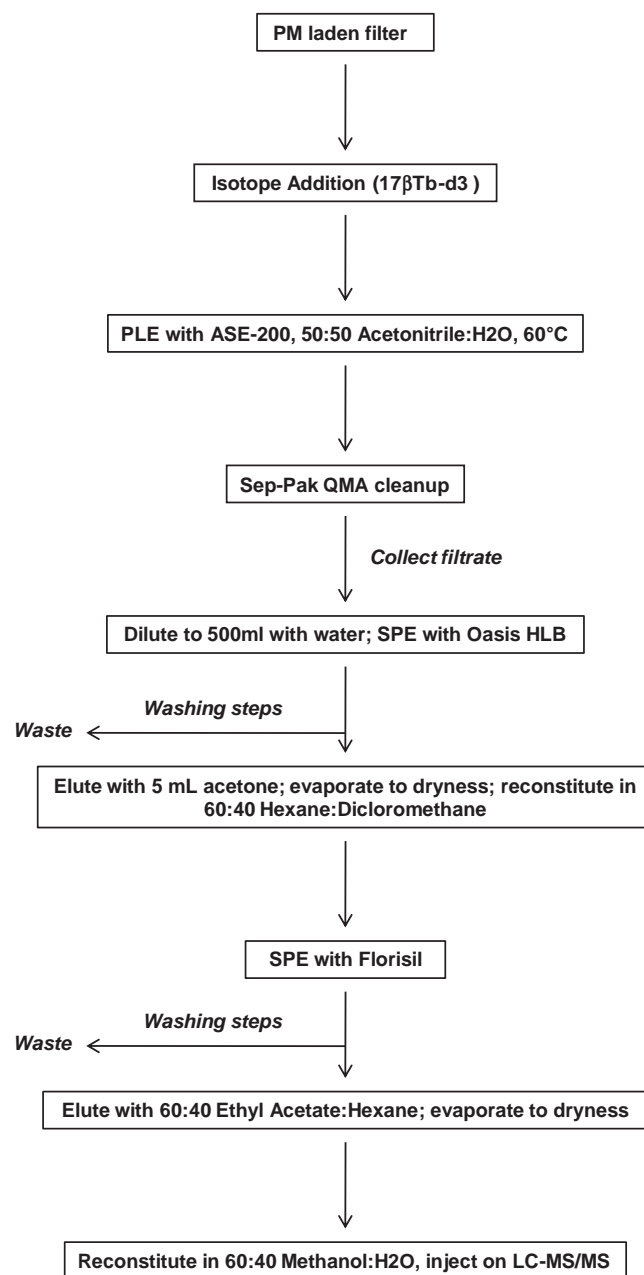 PM laden filter
Isotope Addition (17βTb-d3 )
PLE with ASE-200, 50:50 Acetonitrile:H2O, 60°C
Sep-Pak QMA cleanup
Collect filtrate
Dilute to 500ml with water; SPE with Oasis HLB
Washing steps
Waste
Elute with 5 mL acetone; evaporate to dryness; reconstitute in
60:40 Hexane:Dicloromethane
SPE with Florisil
Washing steps
Waste
Elute with 60:40 Ethyl Acetate:Hexane; evaporate to dryness
Reconstitute in 60:40 Methanol:H2O, inject on LC-MS/MS